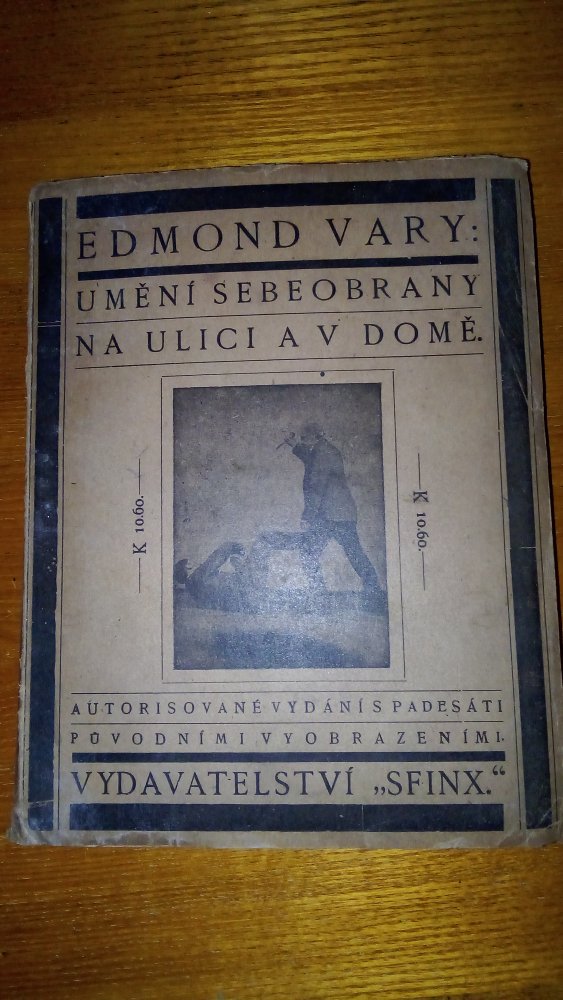 EDMOND VARY:
UMĚNÍ SEBEOBRANY
NA ULICI A V DOMĚ.
K 10.60.
K 10.60.
AUTORISOVANÉ VYDÁNÍ S PADESÁTI
PŮVODNÍMI VYOBRAZENÍMI.
VYDAVATELSTVÍ „SFINX.“